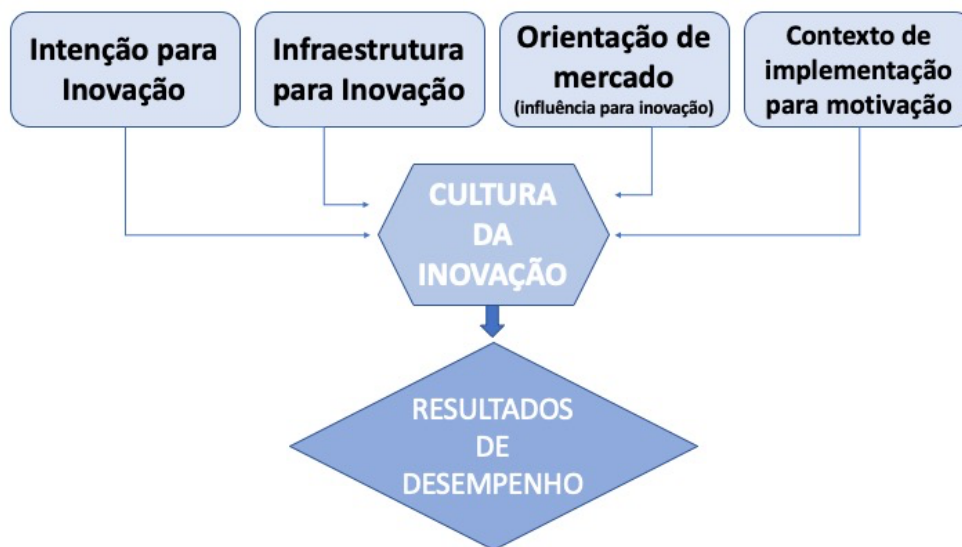 Intenção para
Inovação
Infraestrutura
para Inovação
Orientação de
mercado
(influência para inovação)
Contexto de
implementação
para motivação
CULTURA
DA
INOVAÇÃO
RESULTADOS
DE
DESEMPENHO